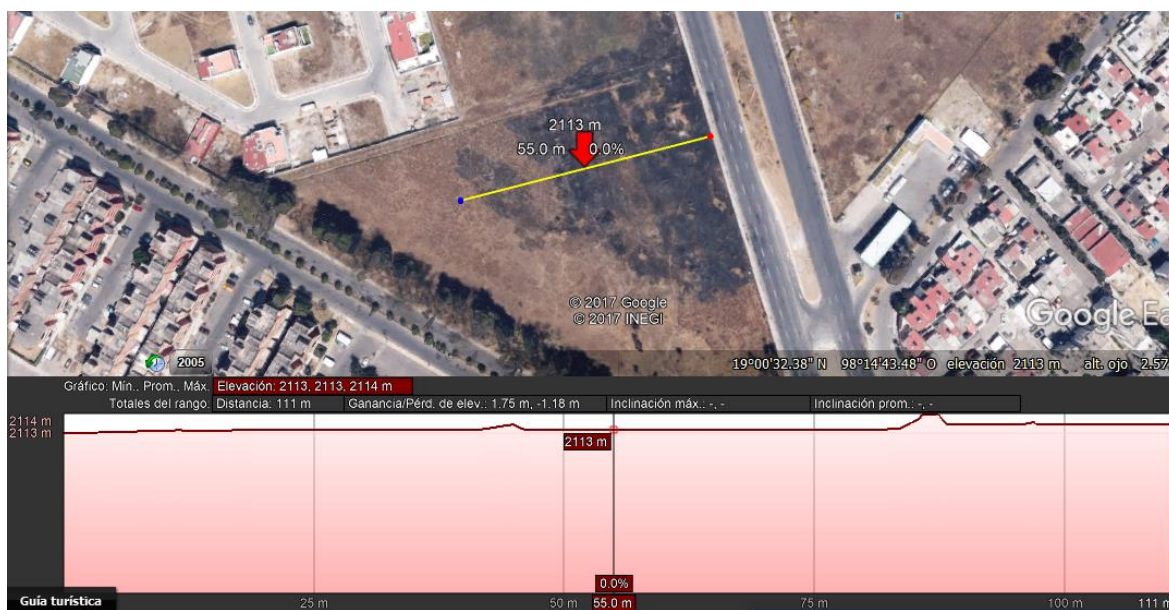 2113 m
55.0 m 0.0%
© 2017 Google
© 2017 INEGI
Google Ea
2005
19°00'32.38" N 98°14'43.48" O elevación 2113 m alt. ojo 2.57
Gráfico: Mín., Prom., Máx. Elevación: 2113, 2113, 2114 m
Totales del rango: Distancia: 111 m Ganancia/Pérd. de elev.: 1.75 m, -1.18 m Inclinación máx.: -, - Inclinación prom.: -, -
2114 m
2113 m
2113 m
0.0%
Guía turística
25 m 50 m 55.0 m 75 m 100 m 111 m